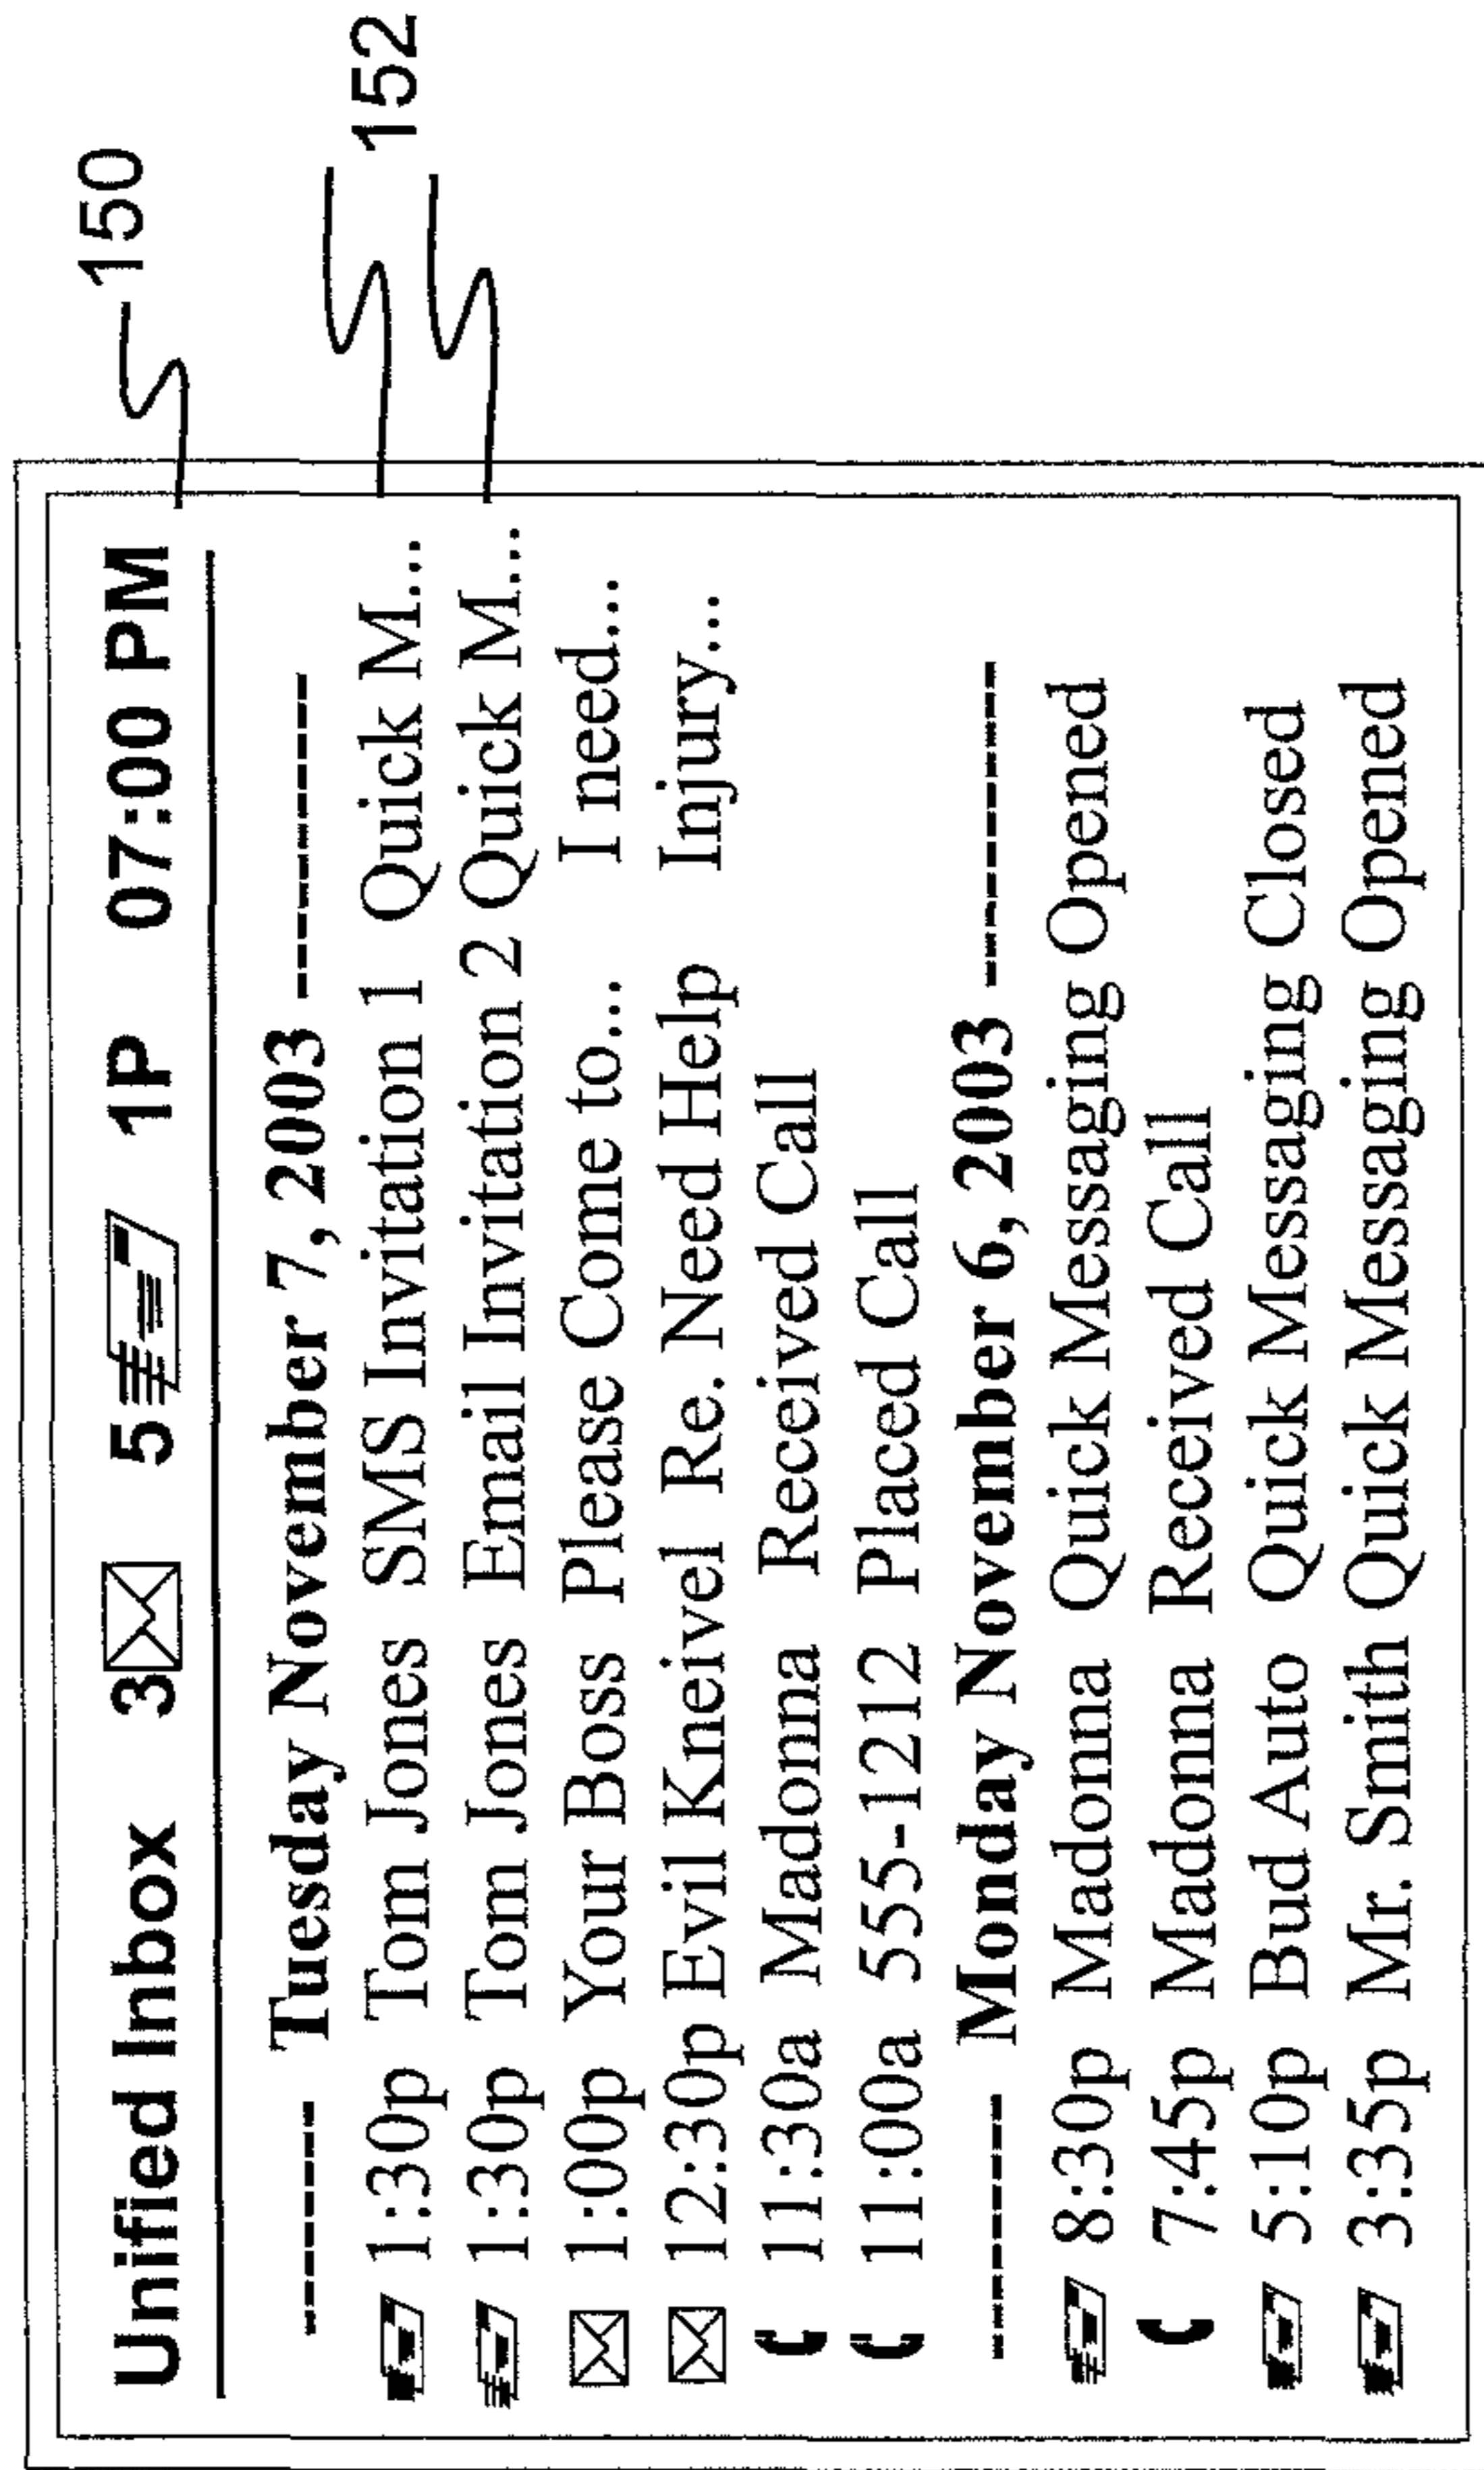 Unified Inbox 3 5 1P 07:00 PM
------- Tuesday November 7, 2003 ----------
1:30p Tom Jones SMS Invitation 1 Quick M...
1:30p Tom Jones Email Invitation 2 Quick M...
1:00p Your Boss Please Come to... I need...
12:30p Evil Kneivel Re. Need Help Injury...
11:30a Madonna Received Call
11:00a 555-1212 Placed Call
-------- Monday November 6, 2003 ----------
8:30p Madonna Quick Messaging Opened
7:45p Madonna Received Call
5:10p Bud Auto Quick Messaging Closed
3:35p Mr. Smith Quick Messaging Opened
150
152